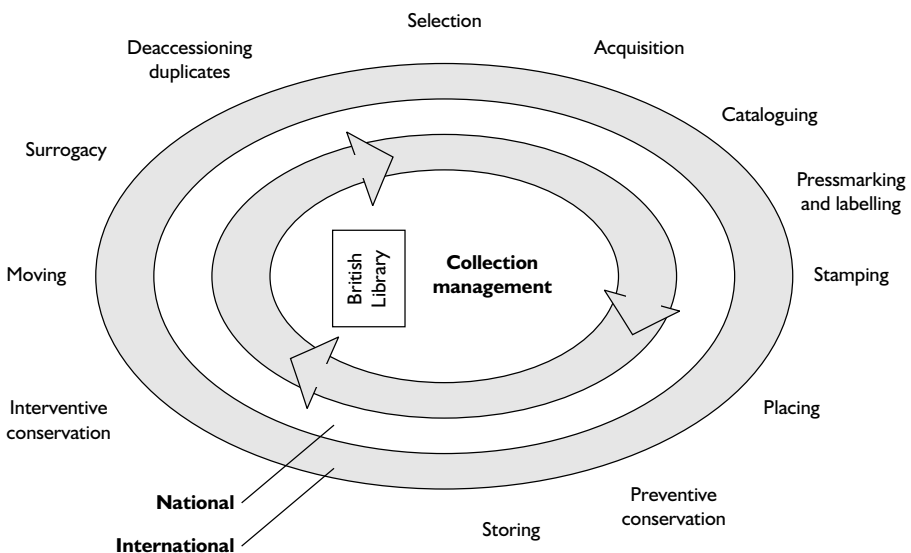 Selection
Acquisition
Cataloguing
Pressmarking
and labelling
Stamping
Placing
Preventive
conservation
Storing
Interventive
conservation
Moving
Surrogacy
Deaccessioning
duplicates
British
Library
Collection
management
National
International